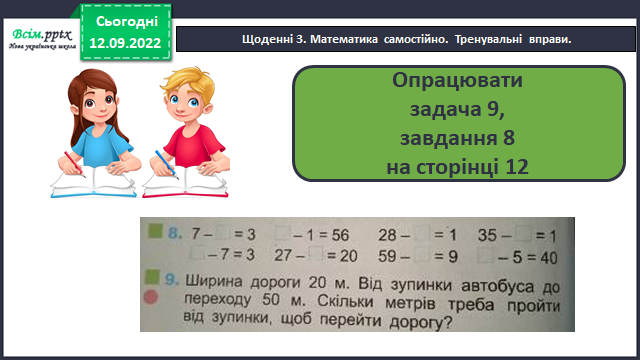 Всім.pptx
Нова українська школа
Сьогодні
12.09.2022
Щоденні 3. Математика самостійно. Тренувальні вправи.
Опрацювати
задача 9,
завдання 8
на сторінці 12
8. 7 – □ = 3 □ – 1 = 56 28 – □ = 1 35 – □ = 1
□ – 7 = 3 27 – □ = 20 59 – □ = 9 □ – 5 = 40
9. Ширина дороги 20 м. Від зупинки автобуса до
переходу 50 м. Скільки метрів треба пройти
від зупинки, щоб перейти дорогу?